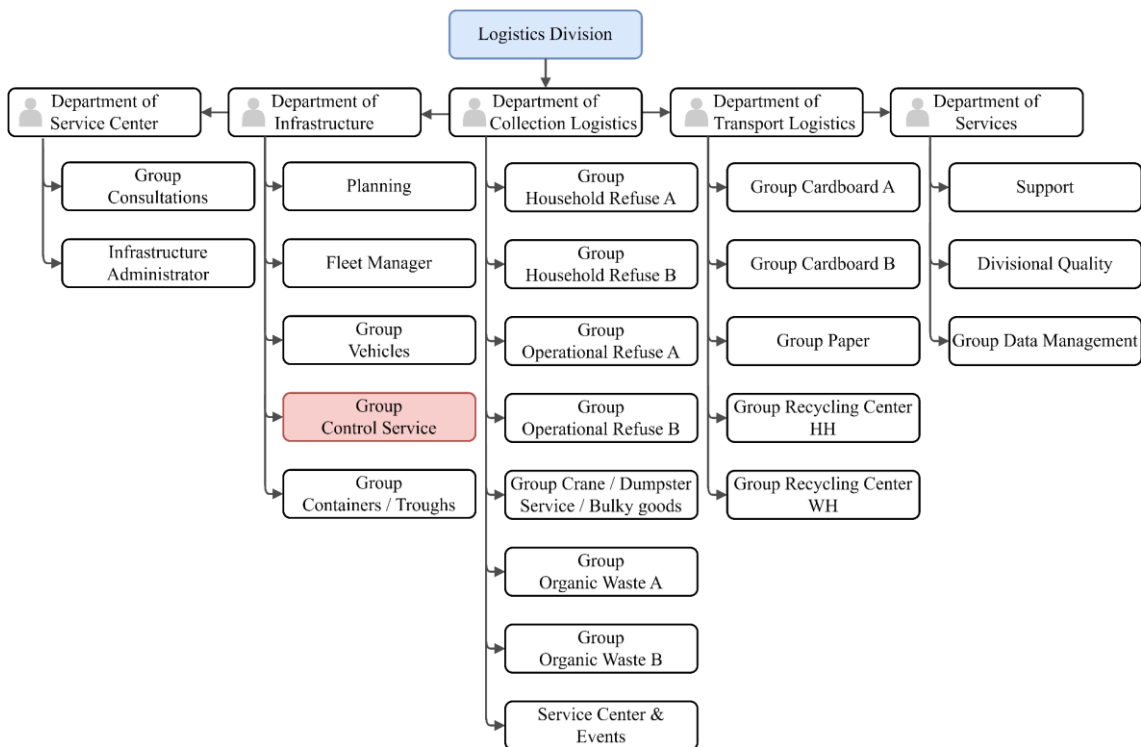 Logistics Division
Department of
Service Center
Department of
Infrastructure
Department of
Collection Logistics
Department of
Transport Logistics
Department of
Services
Group
Consultations
Infrastructure
Administrator
Planning
Fleet Manager
Group
Vehicles
Group
Control Service
Group
Containers / Troughs
Group
Household Refuse A
Group
Household Refuse B
Group
Operational Refuse A
Group
Operational Refuse B
Group Crane / Dumpster
Service / Bulky goods
Group
Organic Waste A
Group
Organic Waste B
Service Center &
Events
Group Cardboard A
Group Cardboard B
Group Paper
Group Recycling Center
HH
Group Recycling Center
WH
Support
Divisional Quality
Group Data Management